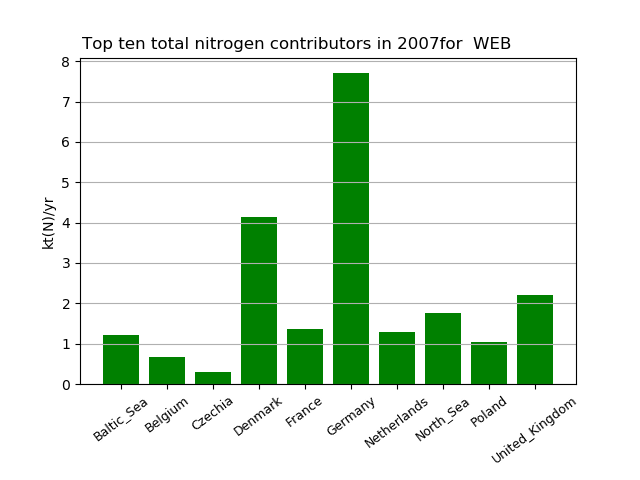 Top ten total nitrogen contributors in 2007for  WEB
8
7
6
5
4
3
2
1
0
kt(N)/yr
Baltic_Sea
Belgium
Czechia
Denmark
France
Germany
Netherlands
North_Sea
Poland
United_Kingdom